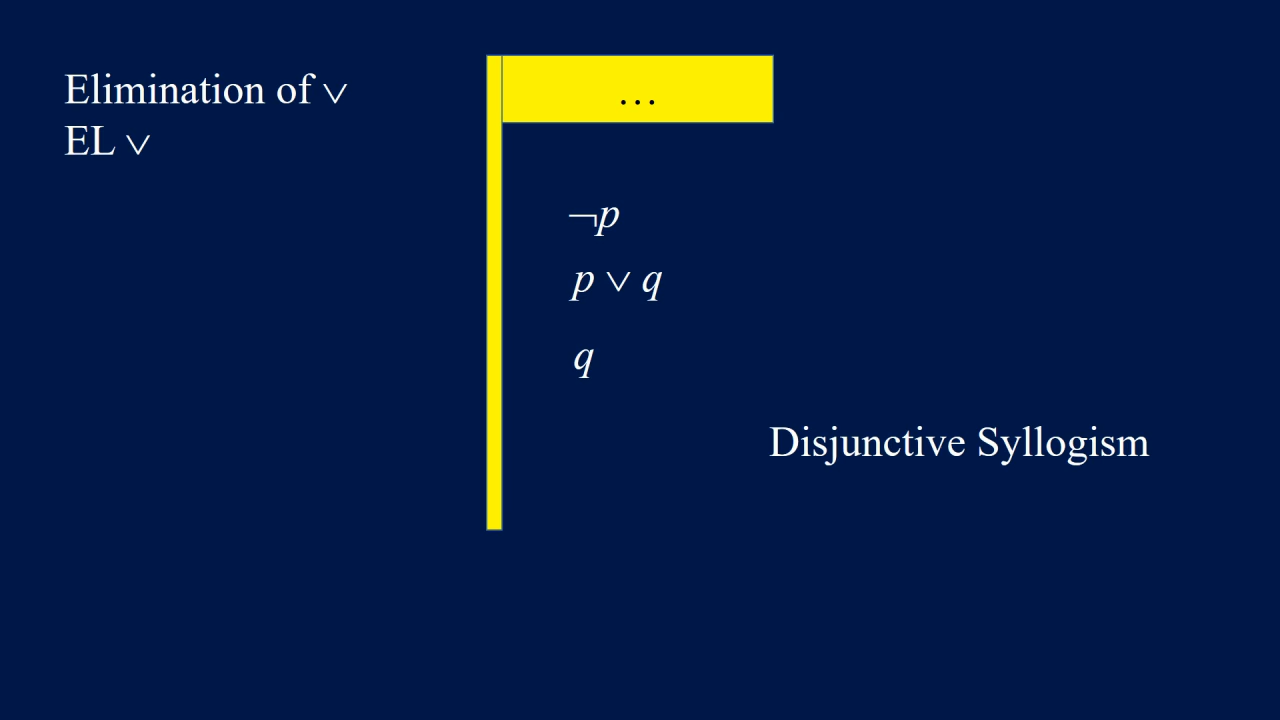 Elimination of ∨
EL ∨
…
¬p
p ∨ q
q
Disjunctive Syllogism